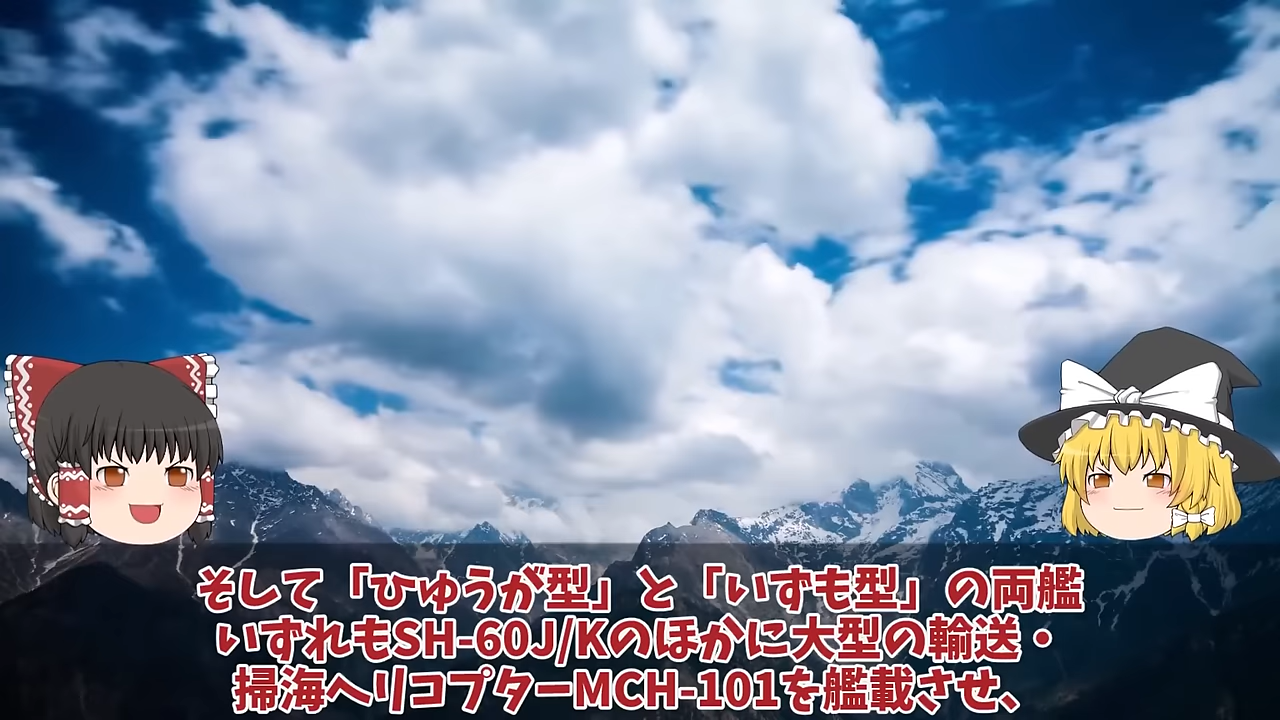 そして「ひゅうが型」と「いずも型」の両艦
いずれもSH-60J/Kのほかに大型の輸送・
掃海ヘリコプターMCH-101を艦載させ、